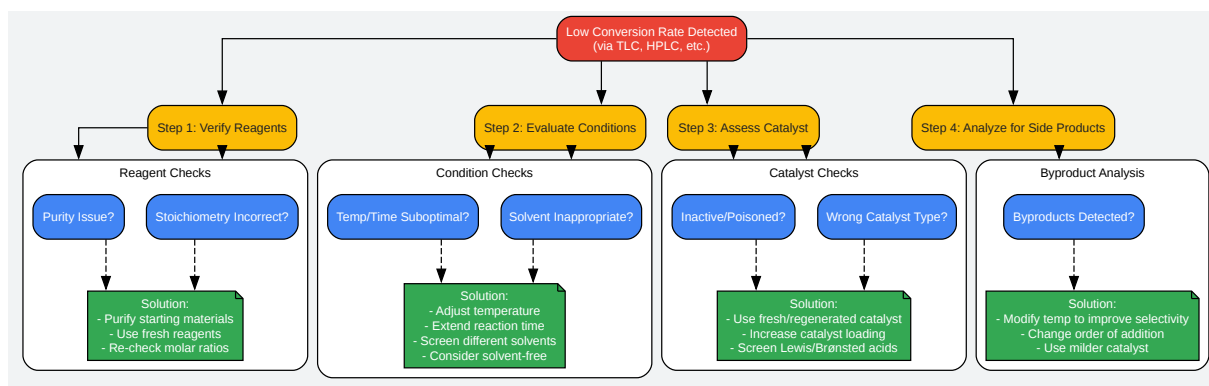 Low Conversion Rate Detected
(via TLC, HPLC, etc.)
Step 1: Verify Reagents
Step 2: Evaluate Conditions
Step 3: Assess Catalyst
Step 4: Analyze for Side Products
Reagent Checks
Purity Issue?
Stoichiometry Incorrect?
Solution:
- Purify starting materials
- Use fresh reagents
- Re-check molar ratios
Condition Checks
Temp/Time Suboptimal?
Solvent Inappropriate?
Solution:
- Adjust temperature
- Extend reaction time
- Screen different solvents
- Consider solvent-free
Catalyst Checks
Inactive/Poisoned?
Wrong Catalyst Type?
Solution:
- Use fresh/regenerated catalyst
- Increase catalyst loading
- Screen Lewis/Brønsted acids
Byproduct Analysis
Byproducts Detected?
Solution:
- Modify temp to improve selectivity
- Change order of addition
- Use milder catalyst